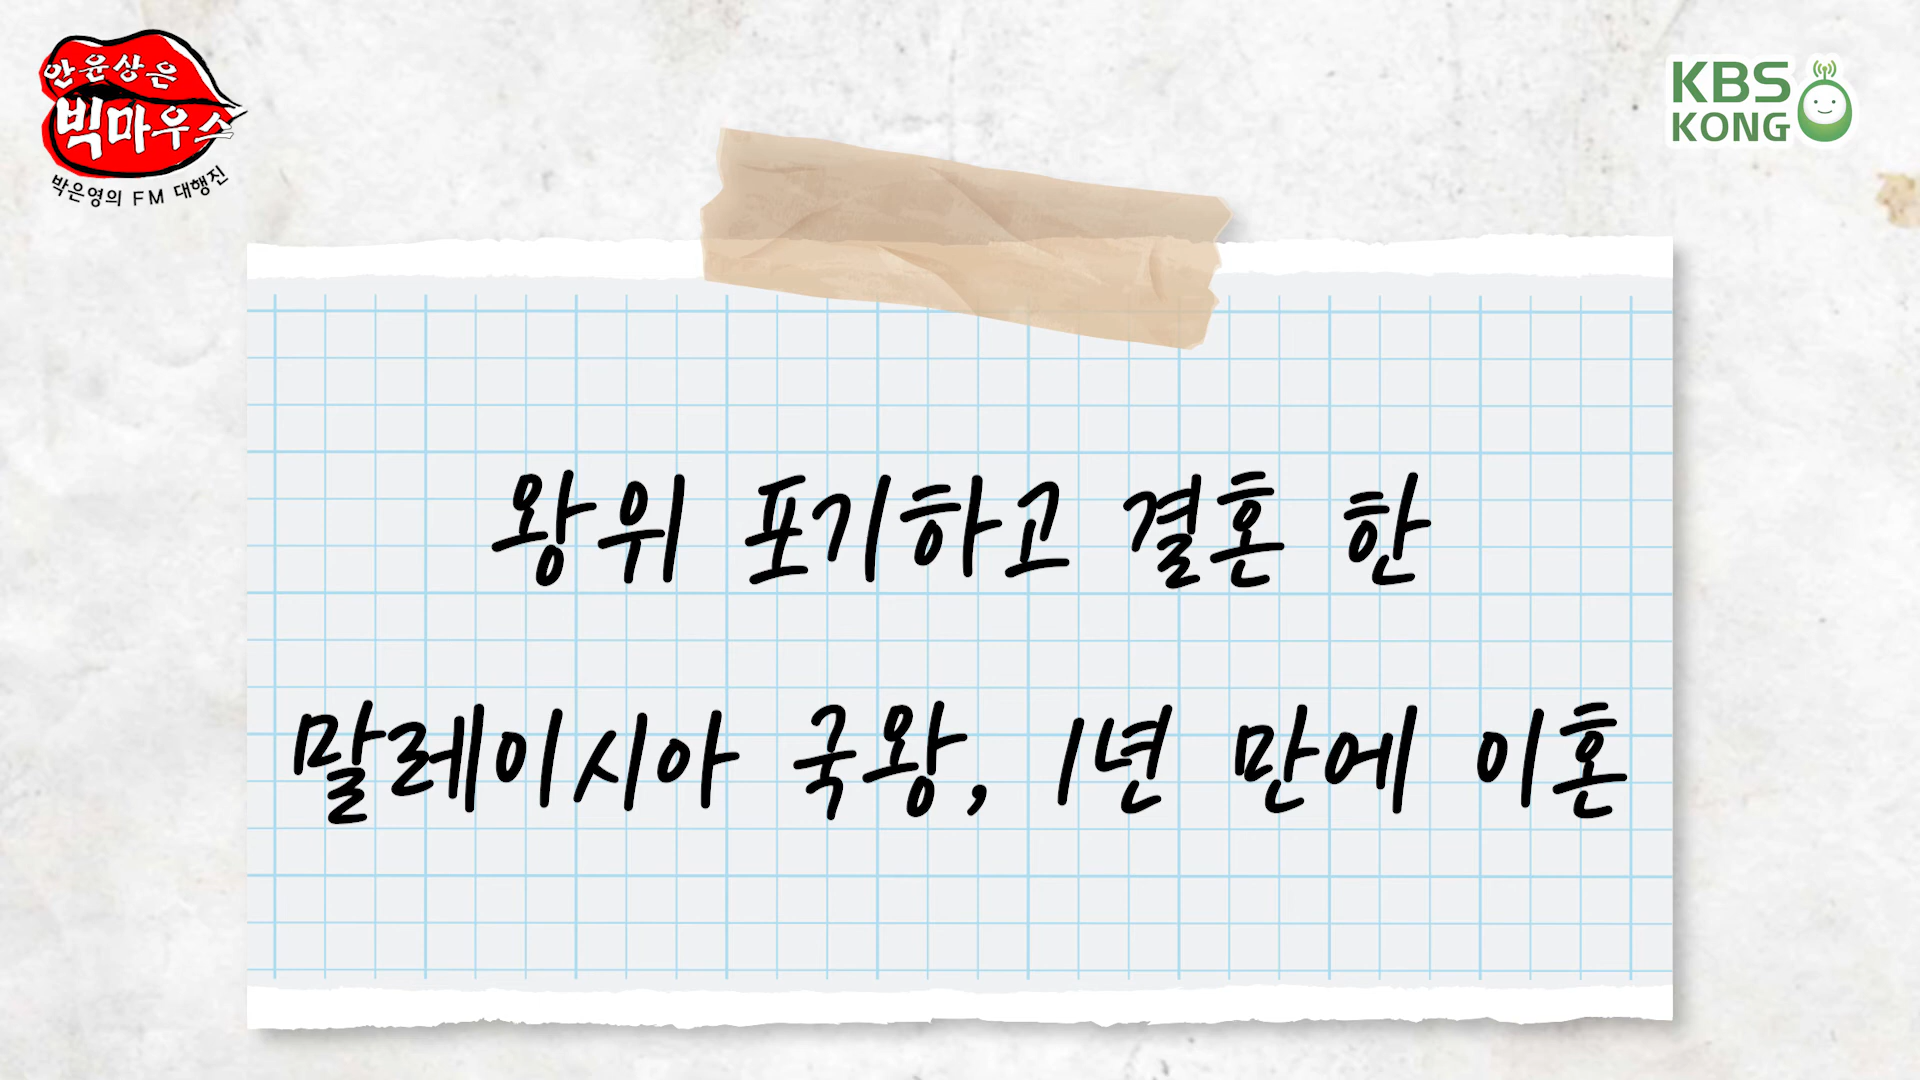 안윤상은
빅마우스
박은영의 FM 대행진
KBS
KONG
왕위 포기하고 결혼 한
말레이시아 국왕, 1년 만에 이혼